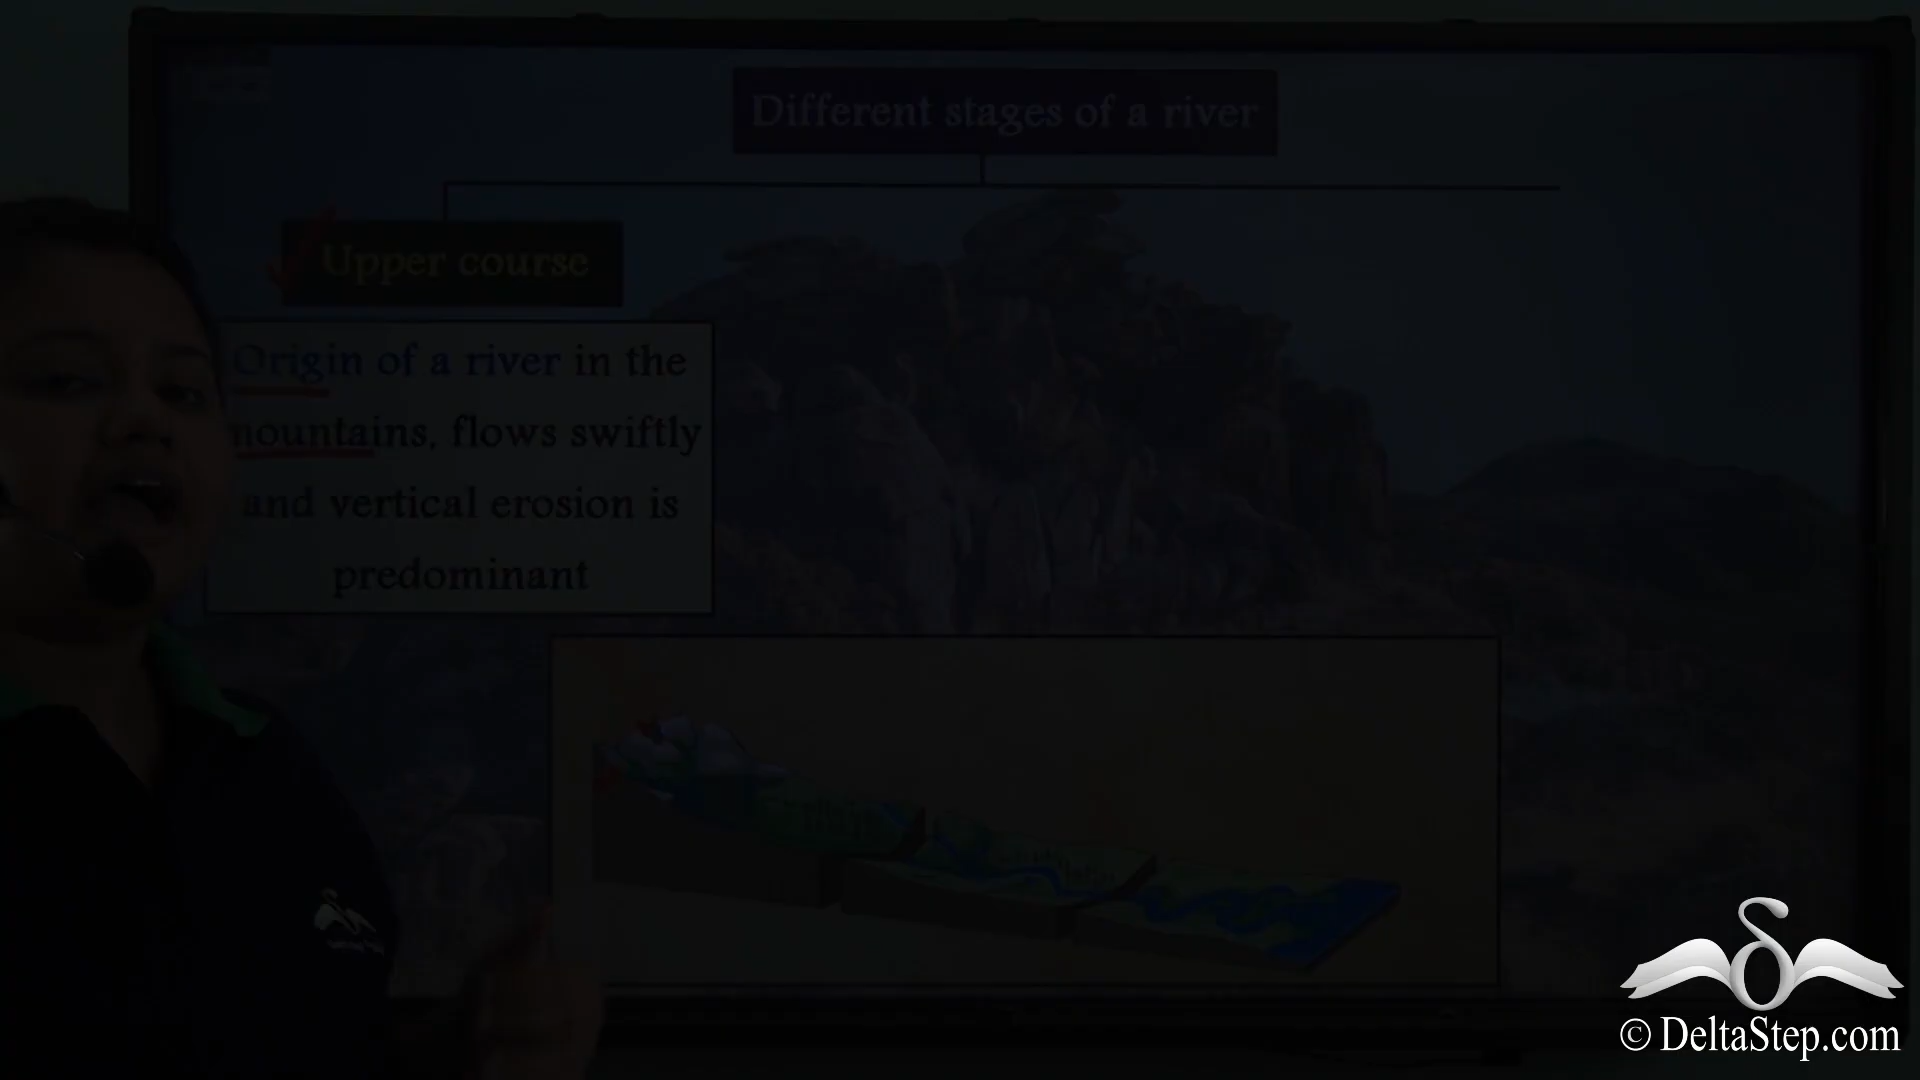 Different stages of a river
Upper course
Origin of a river in the
mountains, flows swiftly
and vertical erosion is
predominant
© DeltaStep.com